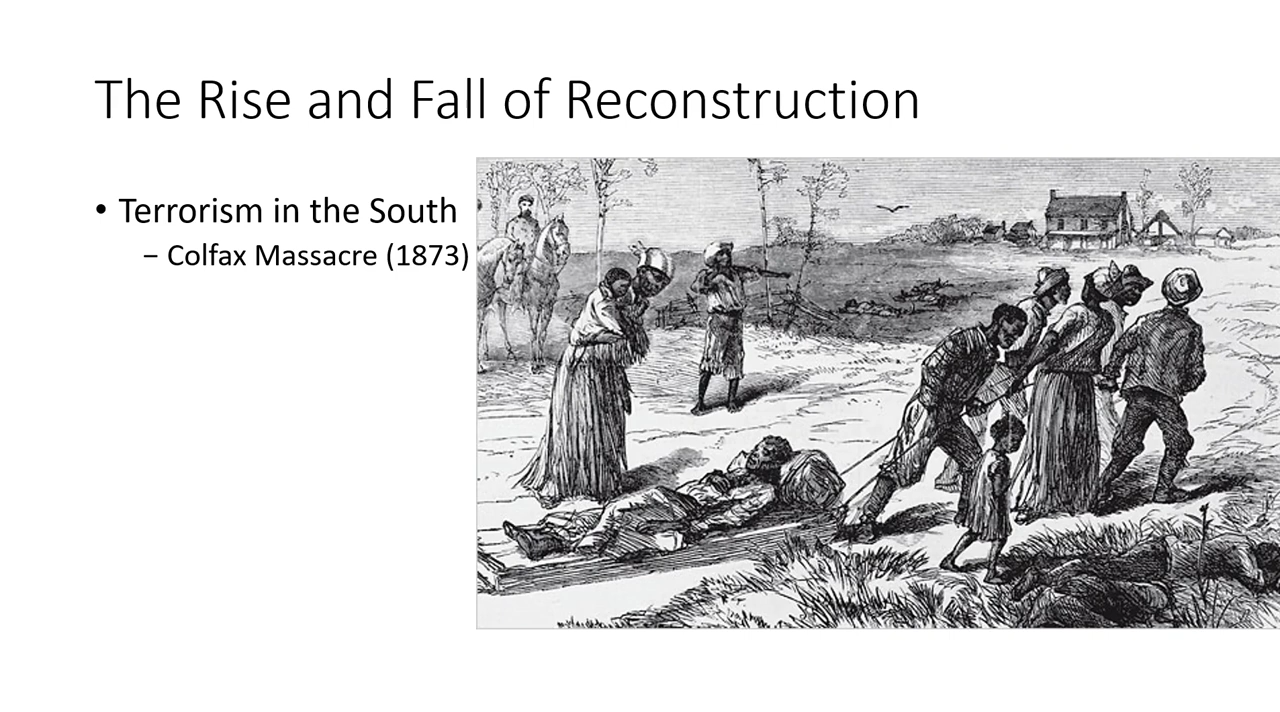 The Rise and Fall of Reconstruction
• Terrorism in the South
– Colfax Massacre (1873)